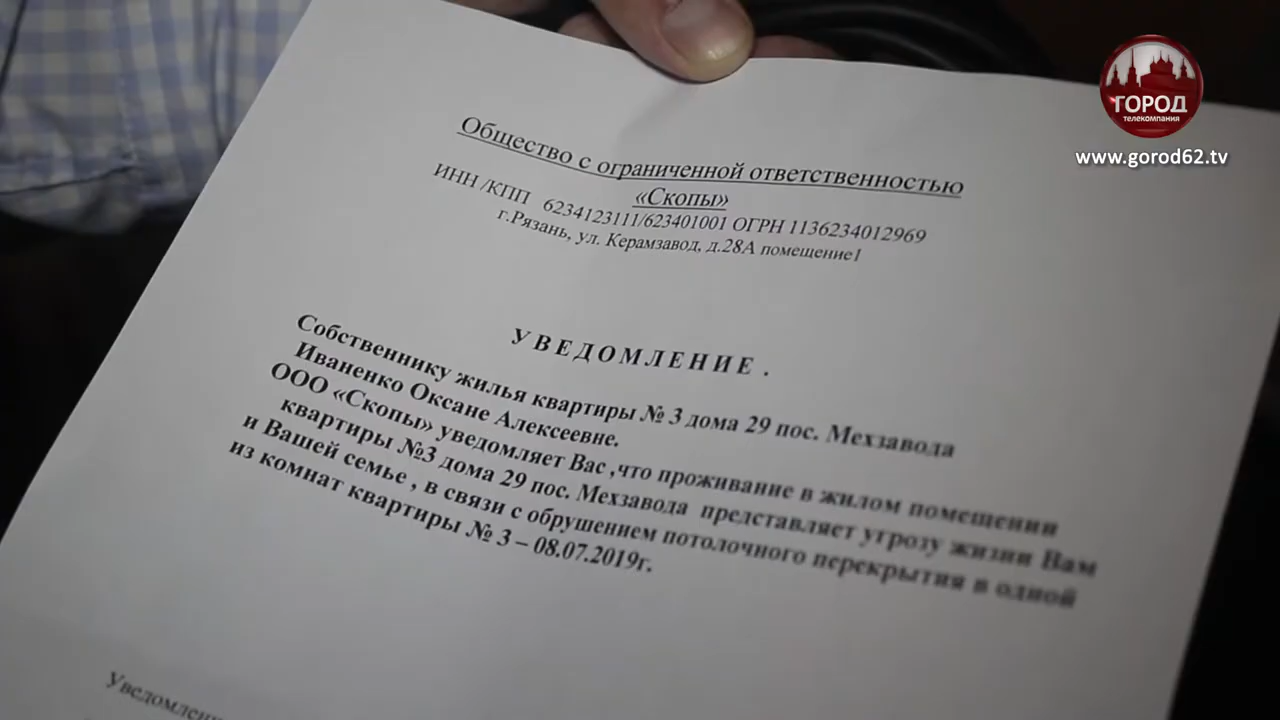 ГОРОД
телекомпания
www.gorod62.tv
Общество с ограниченной ответственностью
«Скопы»
ИНН /КПП 6234123111/623401001 ОГРН 1136234012969
г.Рязань, ул. Керамзавод, д.28А помещение1
УВЕДОМЛЕНИЕ .
Собственнику жилья квартиры № 3 дома 29 пос. Мехзавода
Иваненко Оксане Алексеевне.
ООО «Скопы» уведомляет Вас ,что проживание в жилом помещении
квартиры №3 дома 29 пос. Мехзавода представляет угрозу жизни Вам
и Вашей семье , в связи с обрушением потолочного перекрытия в одной
из комнат квартиры № 3 – 08.07.2019г.